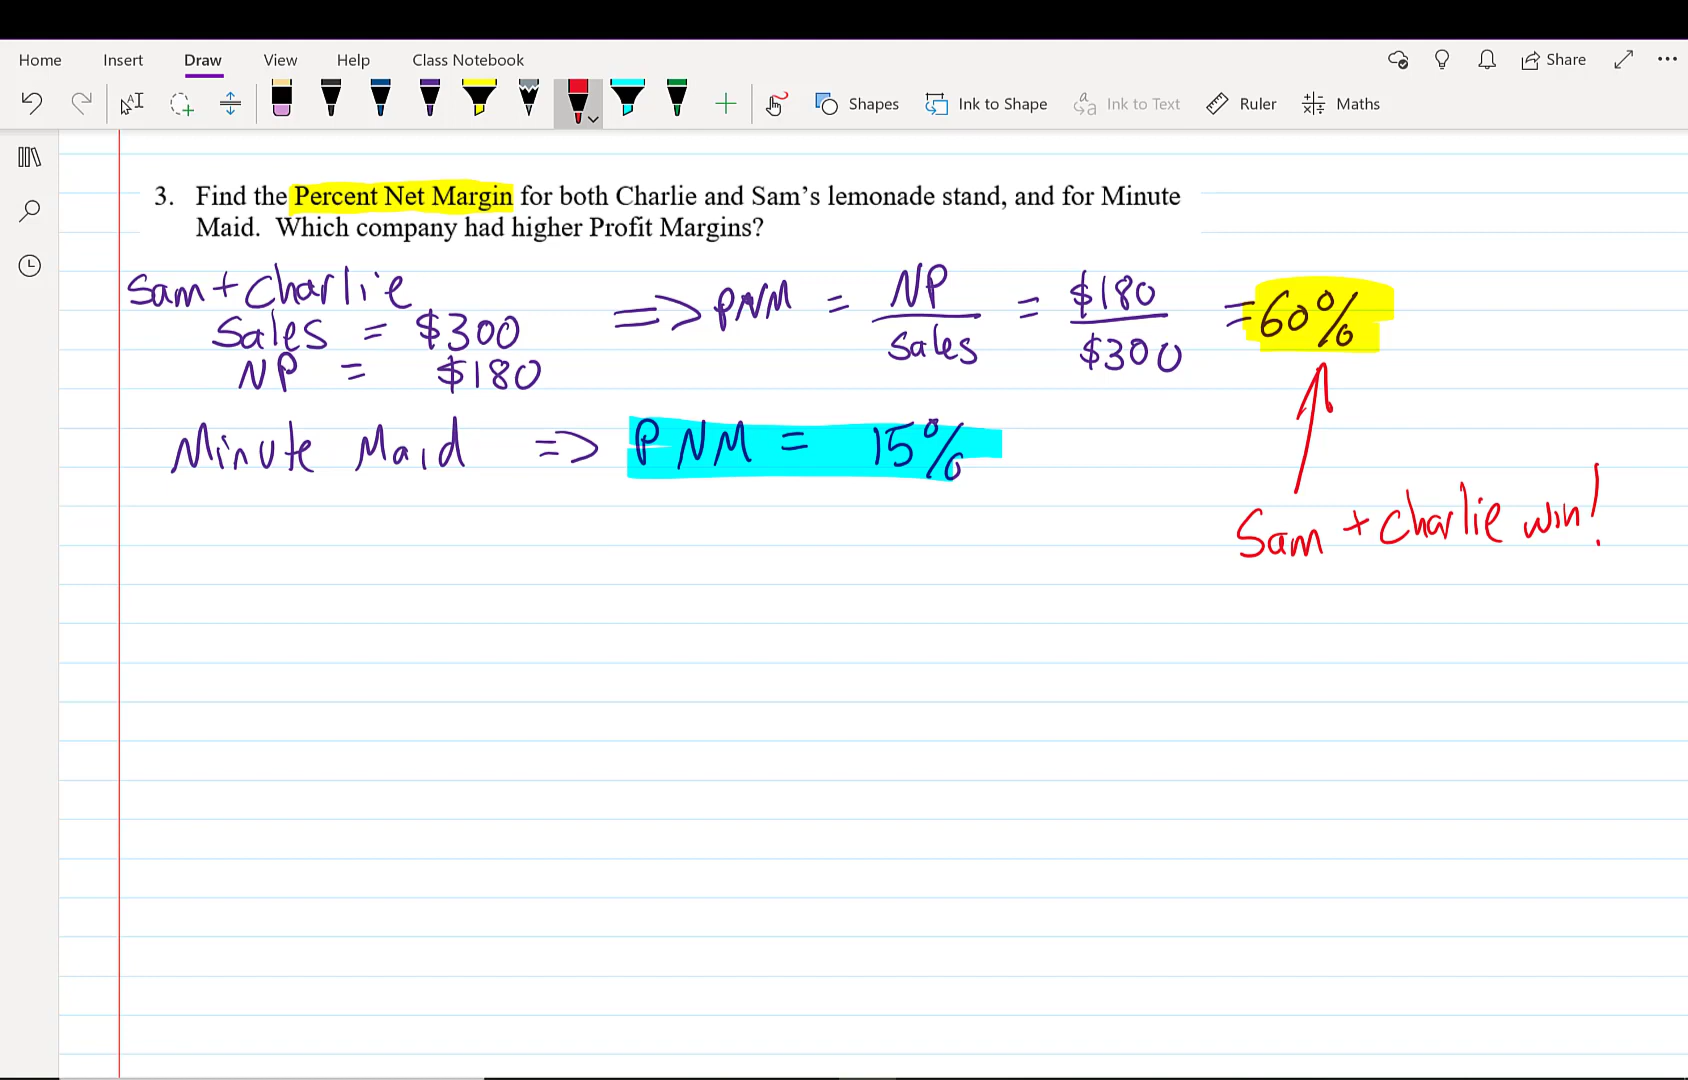 Home Insert Draw View Help Class Notebook Share
Shapes Ink to Shape Ink to Text Ruler Maths
3. Find the Percent Net Margin for both Charlie and Sam's lemonade stand, and for Minute
Maid. Which company had higher Profit Margins?
Sam + Charlie
Sales = $300
NP = $180
=> PNM = NP / Sales = $180 / $300 = 60%
Minute Maid => PNM = 15%
Sam + Charlie win!